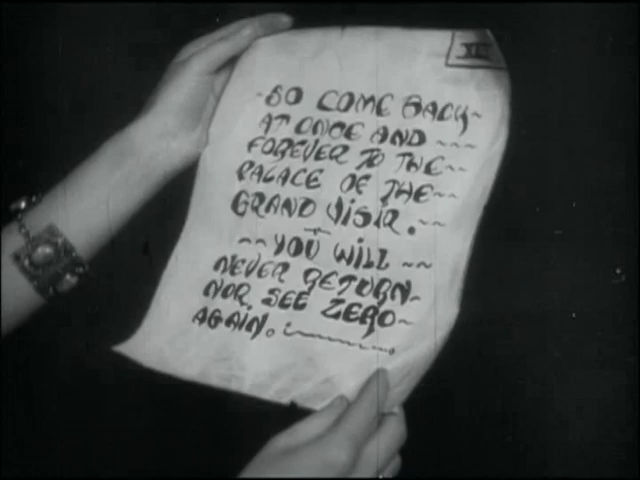 XL
-SO COME BACK~
AT ONCE AND ~~~
FOREVER TO THE~~
PALACE OF THE~~
GRAND VISIR.~~
~~YOU WILL ~~
NEVER RETURN~
NOR SEE ZERO~
AGAIN.